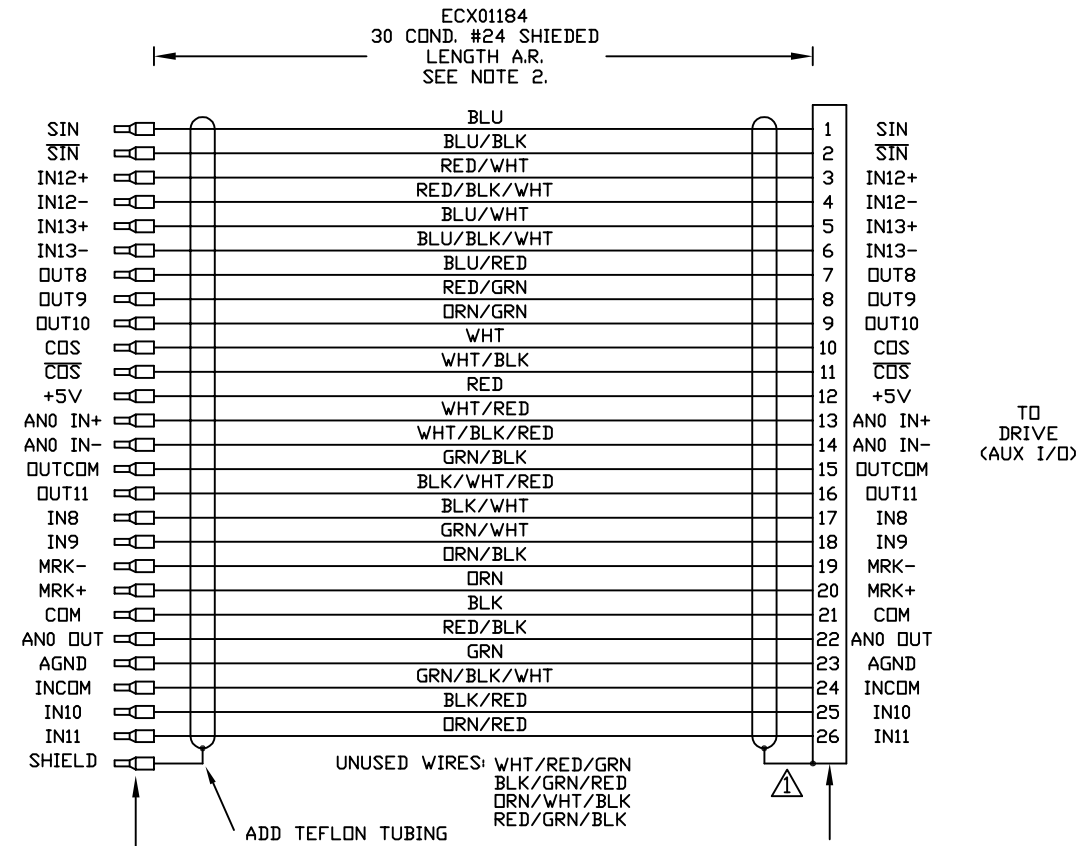 ECX01184
30 COND. #24 SHIEDED
LENGTH A.R.
SEE NOTE 2.
SIN BLU 1 SIN
SIN BLU/BLK 2 SIN
IN12+ RED/WHT 3 IN12+
IN12- RED/BLK/WHT 4 IN12-
IN13+ BLU/WHT 5 IN13+
IN13- BLU/BLK/WHT 6 IN13-
OUT8 BLU/RED 7 OUT8
OUT9 RED/GRN 8 OUT9
OUT10 ORN/GRN 9 OUT10
COS WHT 10 COS
COS WHT/BLK 11 COS
+5V RED 12 +5V
AN0 IN+ WHT/RED 13 AN0 IN+
AN0 IN- WHT/BLK/RED 14 AN0 IN-
OUTCOM GRN/BLK 15 OUTCOM
OUT11 BLK/WHT/RED 16 OUT11
IN8 BLK/WHT 17 IN8
IN9 GRN/WHT 18 IN9
MRK- ORN/BLK 19 MRK-
MRK+ ORN 20 MRK+
COM BLK 21 COM
AN0 OUT RED/BLK 22 AN0 OUT
AGND GRN 23 AGND
INCOM GRN/BLK/WHT 24 INCOM
IN10 BLK/RED 25 IN10
IN11 ORN/RED 26 IN11
SHIELD
TO
DRIVE
(AUX I/O)
UNUSED WIRES: WHT/RED/GRN
BLK/GRN/RED
ORN/WHT/BLK
RED/GRN/BLK
1
ADD TEFLON TUBING